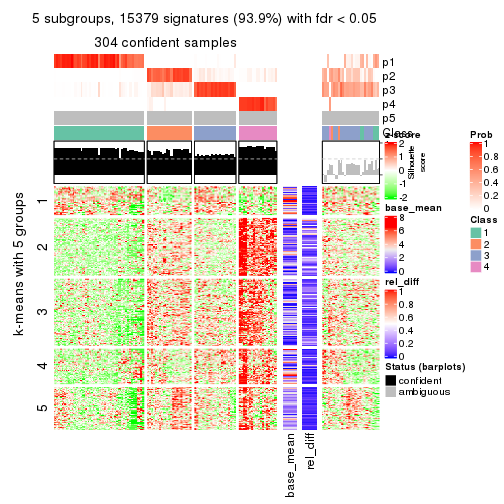 5 subgroups, 15379 signatures (93.9%) with fdr < 0.05
304 confident samples
p1
p2
p3
p4
p5
Class
z-score
2
1
0
-1
-2
Silhouette
score
Prob
1
0.8
0.6
0.4
0.2
0
Class
1
2
3
4
base_mean
8
6
4
2
0
rel_diff
1
0.8
0.6
0.4
0.2
0
Status (barplots)
confident
ambiguous
k-means with 5 groups
1
2
3
4
5
base_mean
rel_diff